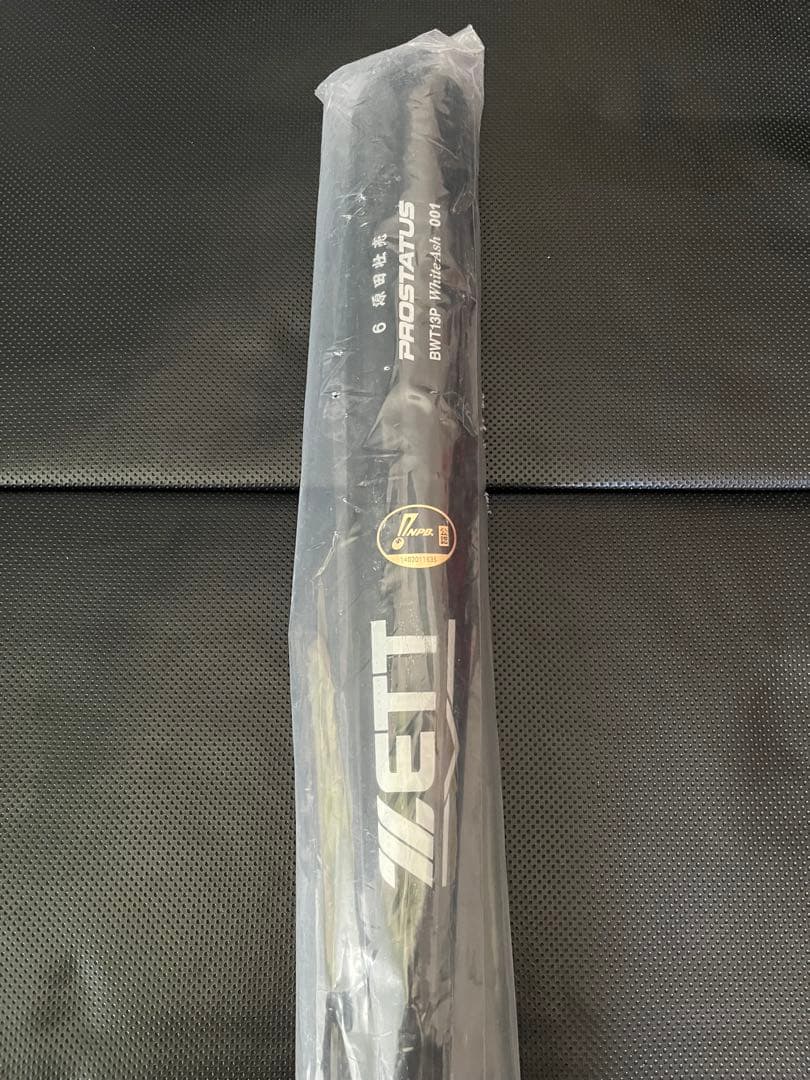 6 源田壮亮
PROSTATUS
BWT13P White Ash 001
NPB.
ZETT